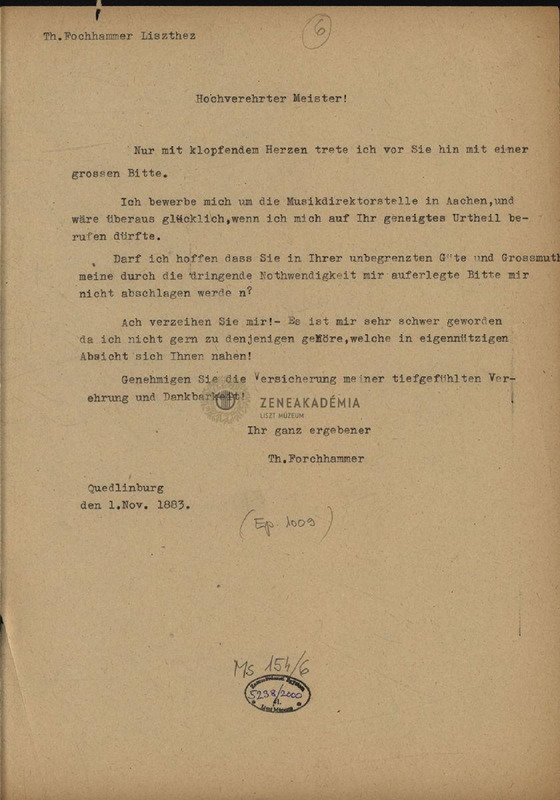 Th.Fochhammer Liszthez
6
Hochverehrter Meister!
Nur mit klopfendem Herzen trete ich vor Sie hin mit einer
grossen Bitte.
Ich bewerbe mich um die Musikdirektorstelle in Aachen,und
wäre überaus glücklich,wenn ich mich auf Ihr geneigtes Urtheil be-
rufen dürfte.
Darf ich hoffen dass Sie in Ihrer unbegrenzten Güte und Grossmuth
meine durch die dringende Nothwendigkeit mir auferlegte Bitte mir
nicht abschlagen werde n?
Ach verzeihen Sie mir!- Es ist mir sehr schwer geworden
da ich nicht gern zu denjenigen gehöre,welche in eigennützigen
Absicht sich Ihnen nahen!
Genehmigen Sie die Versicherung meiner tiefgefühlten Ver-
ehrung und Dankbarkeit!
ZENEAKADÉMIA
LISZT MÚZEUM
Ihr ganz ergebener
Th.Forchhammer
Quedlinburg
den 1.Nov. 1883.
(Ep. 1009)
Ms 154/6
5238/2000